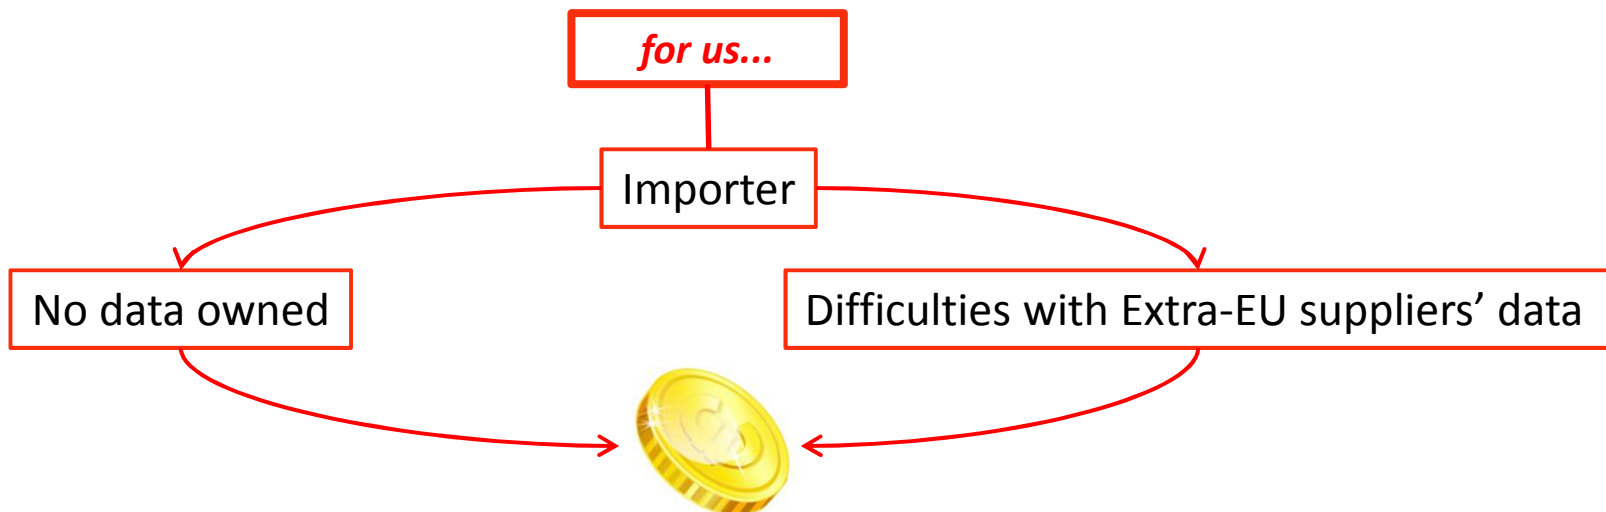 for us...
Importer
No data owned
Difficulties with Extra-EU suppliers’ data